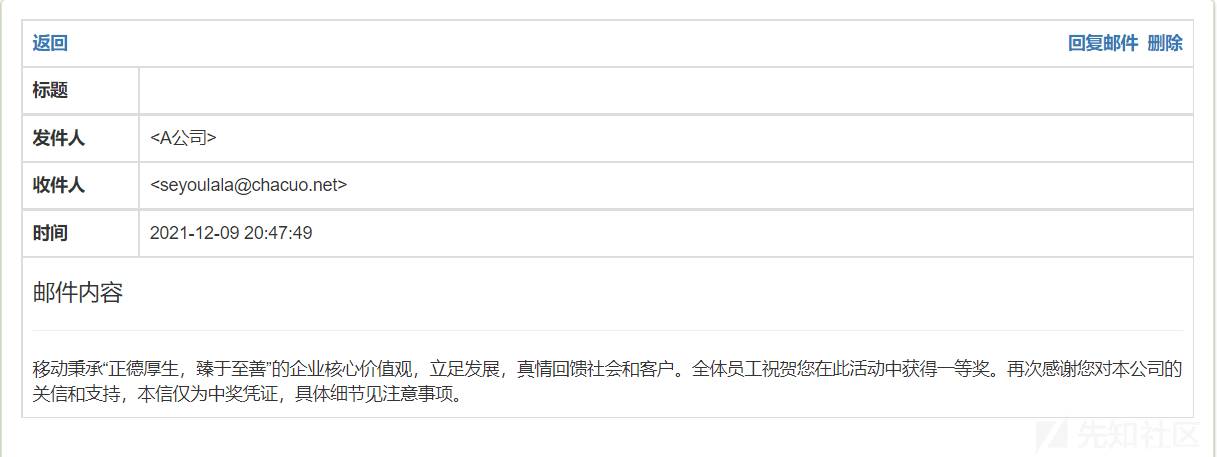 返回 回复邮件 删除
标题
发件人 <A公司>
收件人 <seyoulala@chacuo.net>
时间 2021-12-09 20:47:49
邮件内容
移动秉承“正德厚生，臻于至善”的企业核心价值观，立足发展，真情回馈社会和客户。全体员工祝贺您在此活动中获得一等奖。再次感谢您对本公司的
关信和支持，本信仅为中奖凭证，具体细节见注意事项。
先知社区